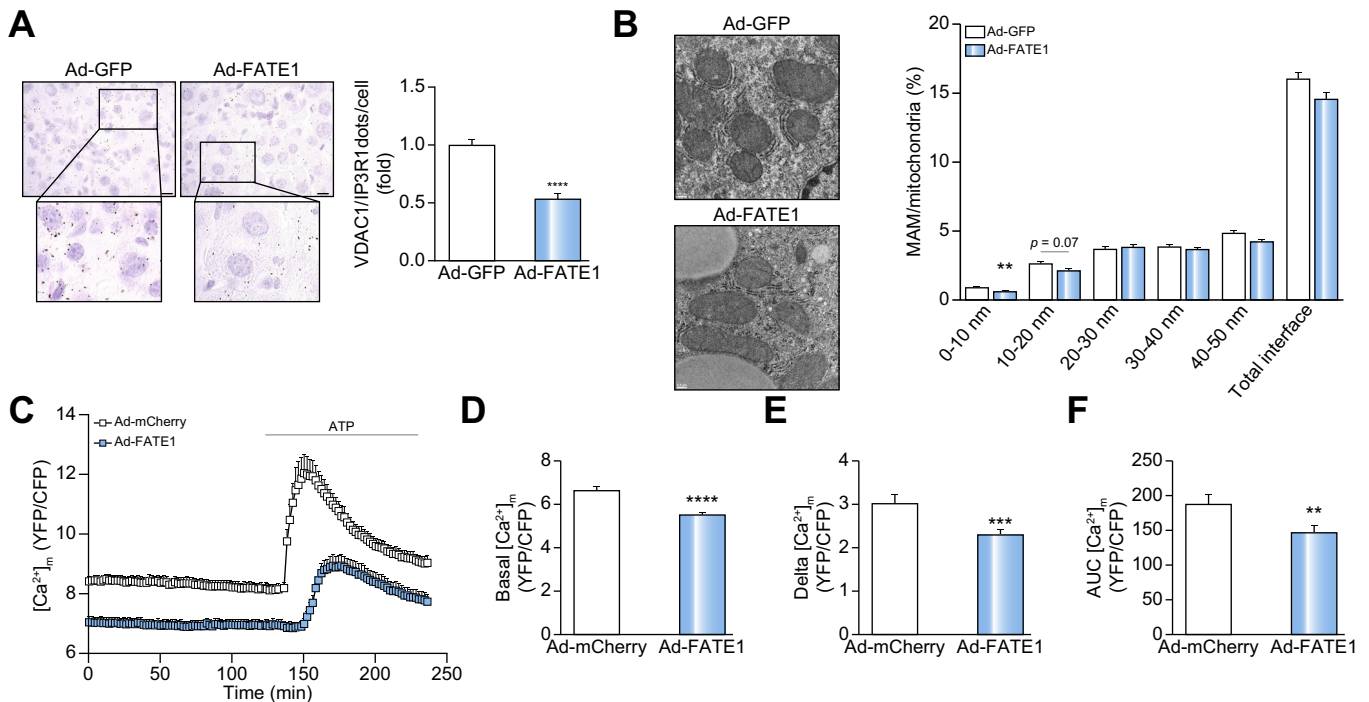 A
Ad-GFP
Ad-FATE1
VDAC1/IP3R1dots/cell
(fold)
1.5
1.0
0.5
0.0
****
Ad-GFP
Ad-FATE1
B
Ad-GFP
Ad-FATE1
MAM/mitochondria (%)
20
15
10
5
0
Ad-GFP
Ad-FATE1
**
p = 0.07
0-10 nm
10-20 nm
20-30 nm
30-40 nm
40-50 nm
Total interface
C
[Ca²⁺]ₘ (YFP/CFP)
14
12
10
8
6
Ad-mCherry
Ad-FATE1
ATP
0
50
100
150
200
250
Time (min)
D
Basal [Ca²⁺]ₘ
(YFP/CFP)
8
6
4
2
0
****
Ad-mCherry
Ad-FATE1
E
Delta [Ca²⁺]ₘ
(YFP/CFP)
4
3
2
1
0
***
Ad-mCherry
Ad-FATE1
F
AUC [Ca²⁺]ₘ
(YFP/CFP)
250
200
150
100
50
0
**
Ad-mCherry
Ad-FATE1